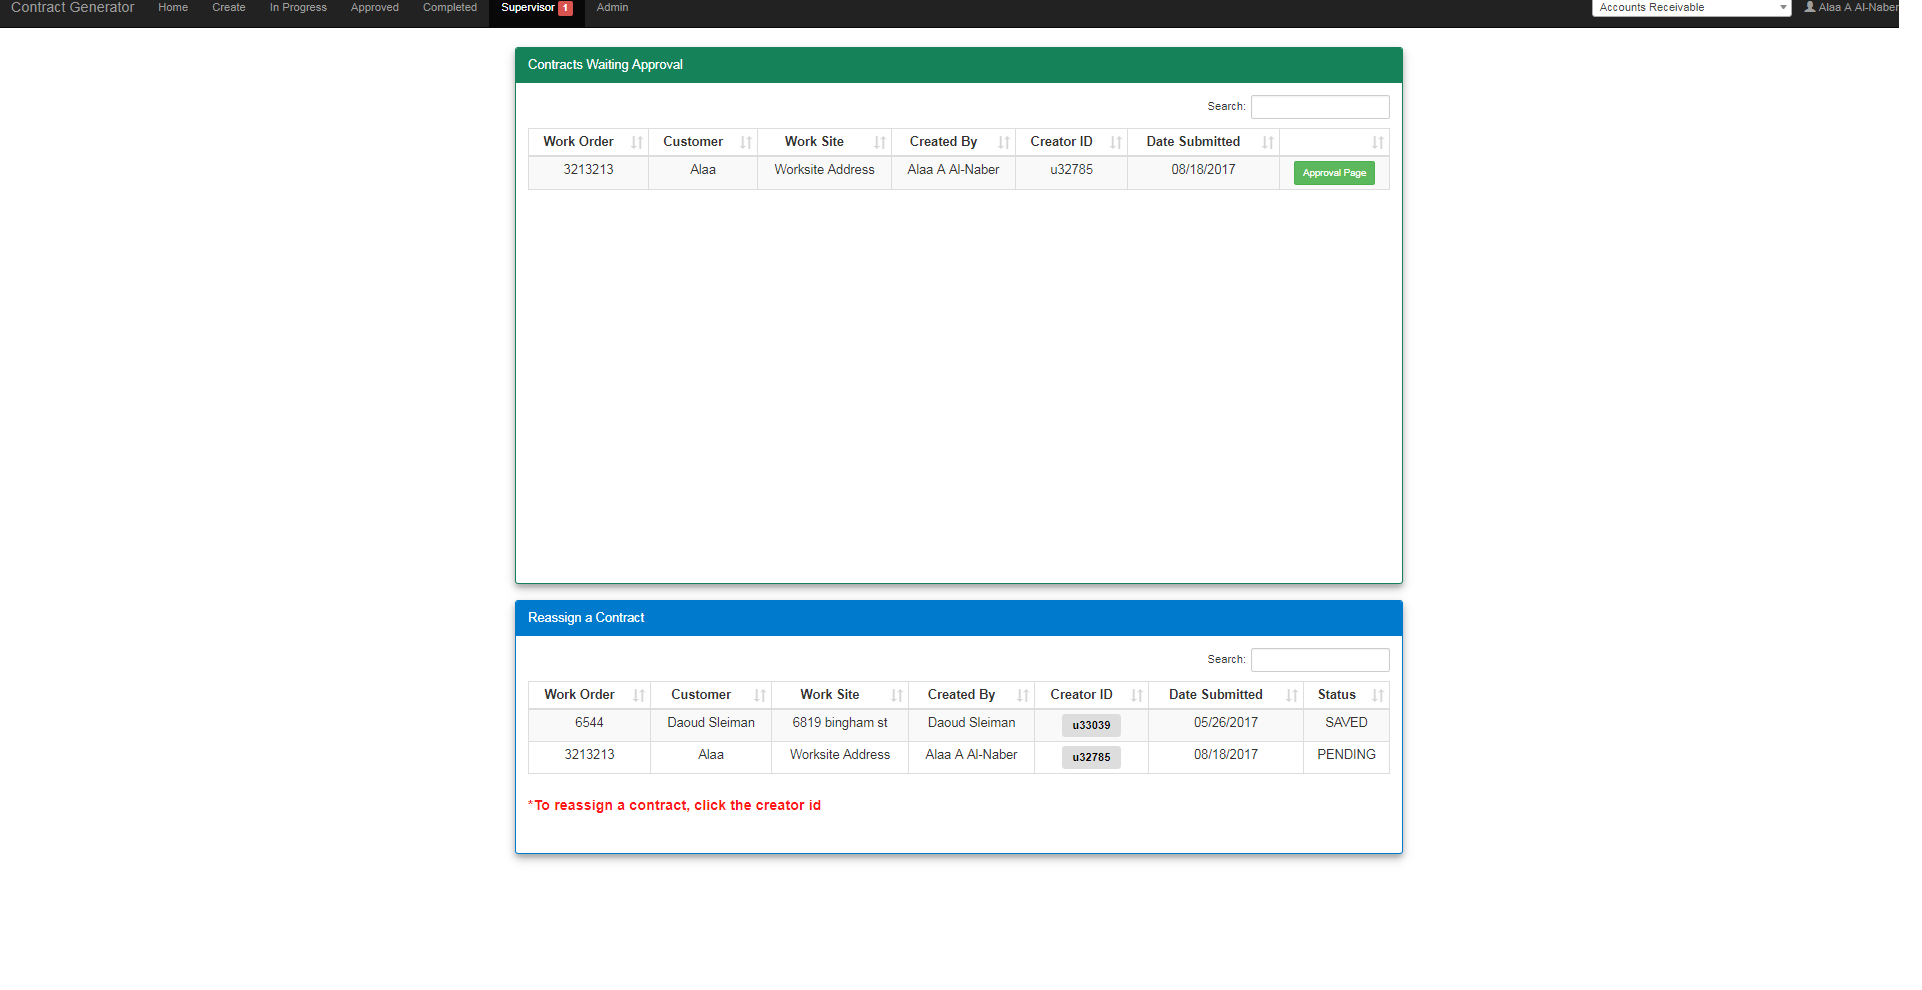 Contract Generator Home Create In Progress Approved Completed Supervisor 1 Admin Accounts Receivable Alaa A Al-Naber
Contracts Waiting Approval
Search:
Work Order Customer Work Site Created By Creator ID Date Submitted
3213213 Alaa Worksite Address Alaa A Al-Naber u32785 08/18/2017 Approval Page
Reassign a Contract
Search:
Work Order Customer Work Site Created By Creator ID Date Submitted Status
6544 Daoud Sleiman 6819 bingham st Daoud Sleiman u33039 05/26/2017 SAVED
3213213 Alaa Worksite Address Alaa A Al-Naber u32785 08/18/2017 PENDING
*To reassign a contract, click the creator id